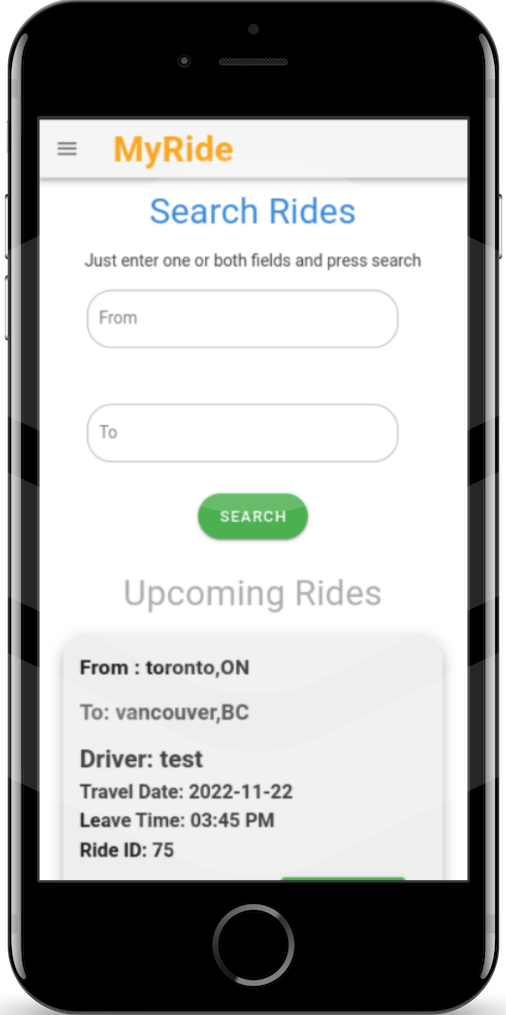 MyRide
Search Rides
Just enter one or both fields and press search
From
To
SEARCH
Upcoming Rides
From : toronto,ON
To: vancouver,BC
Driver: test
Travel Date: 2022-11-22
Leave Time: 03:45 PM
Ride ID: 75